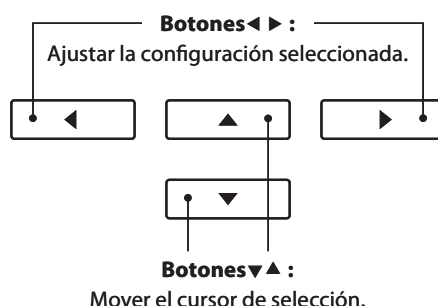 Botones◀ ▶ :
Ajustar la configuración seleccionada.
Botones▼▲ :
Mover el cursor de selección.